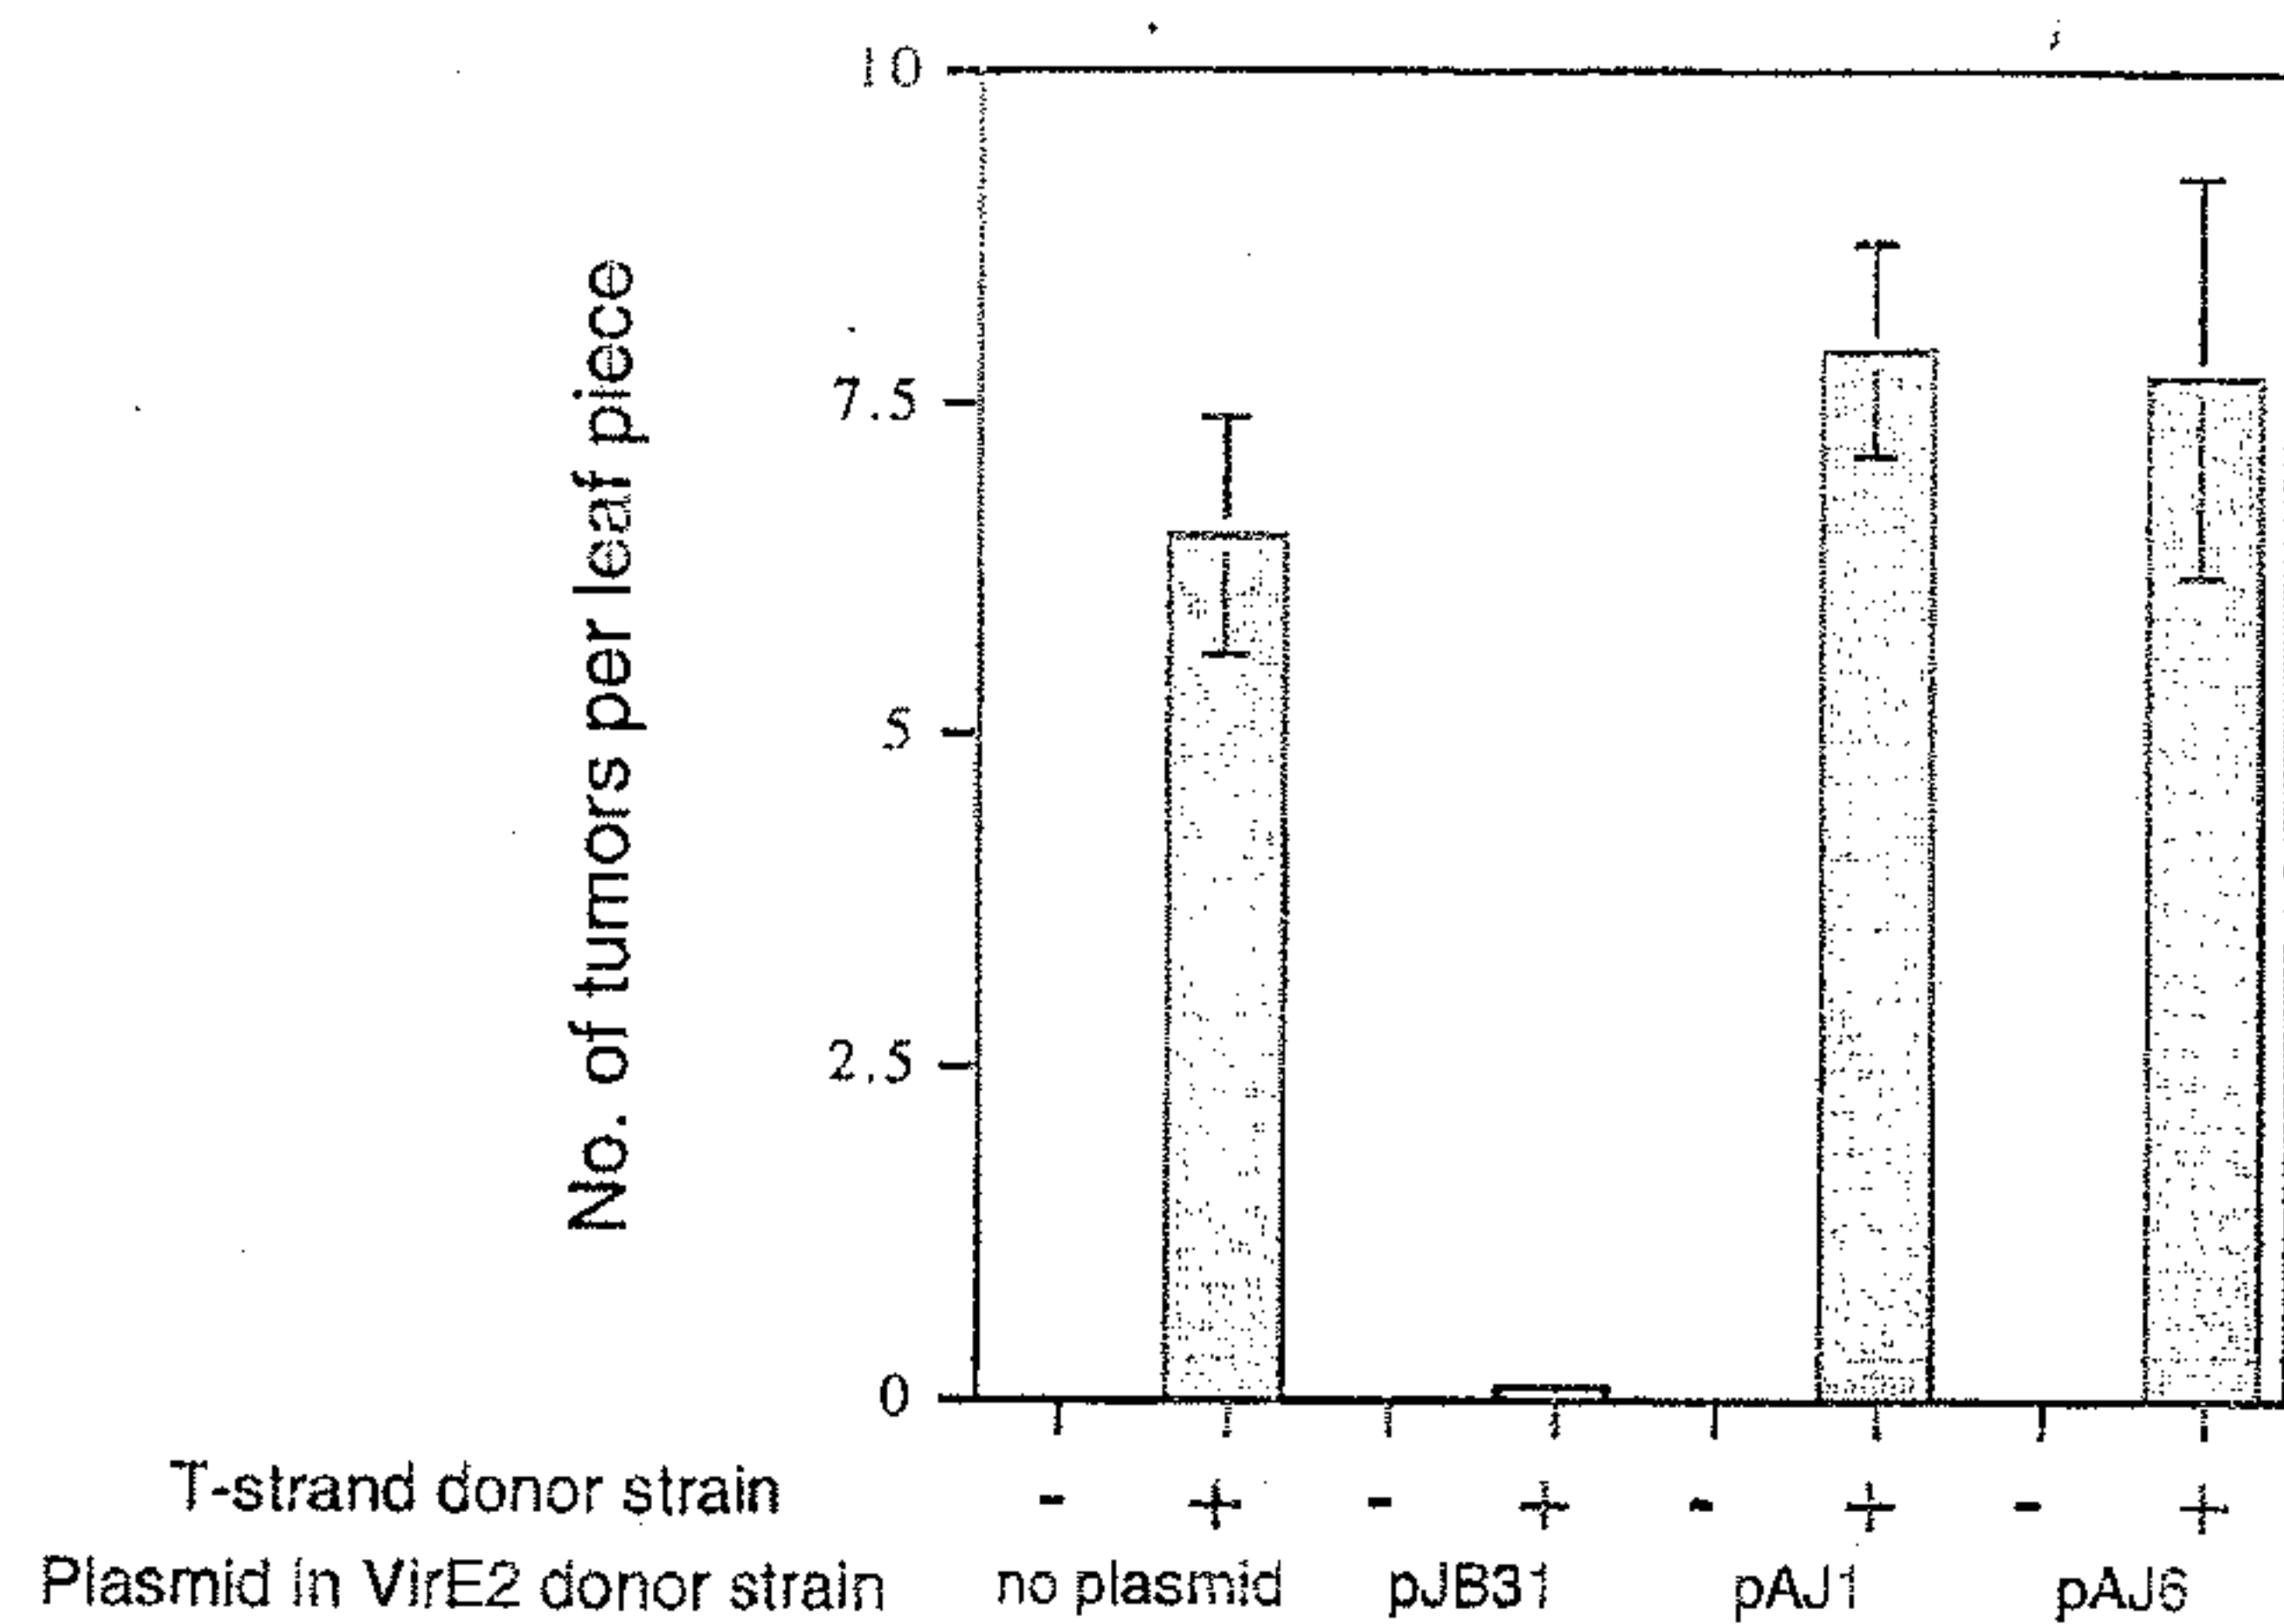 No. of tumors per leaf piece
10
7.5
5
2.5
0
T-strand donor strain - + - + - + - +
Plasmid in VirE2 donor strain no plasmid pJB31 pAJ1 pAJ6